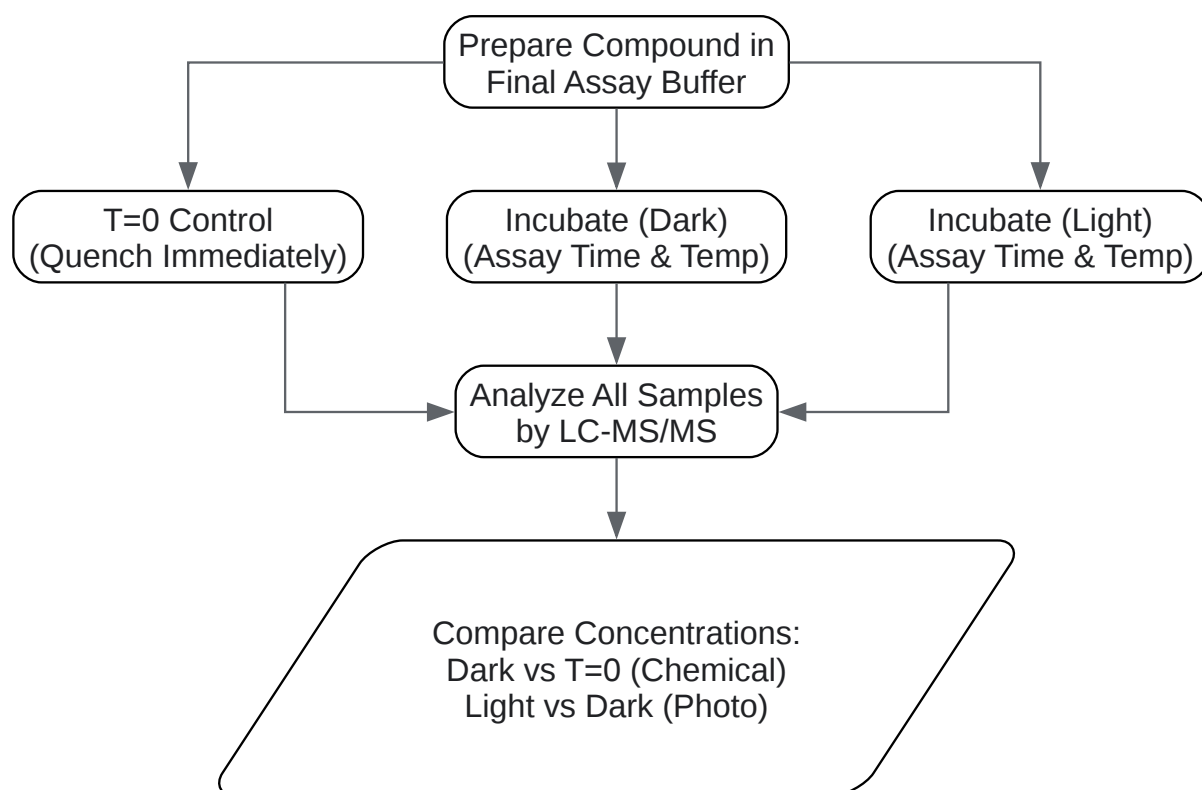 Prepare Compound in
Final Assay Buffer
T=0 Control
(Quench Immediately)
Incubate (Dark)
(Assay Time & Temp)
Incubate (Light)
(Assay Time & Temp)
Analyze All Samples
by LC-MS/MS
Compare Concentrations:
Dark vs T=0 (Chemical)
Light vs Dark (Photo)